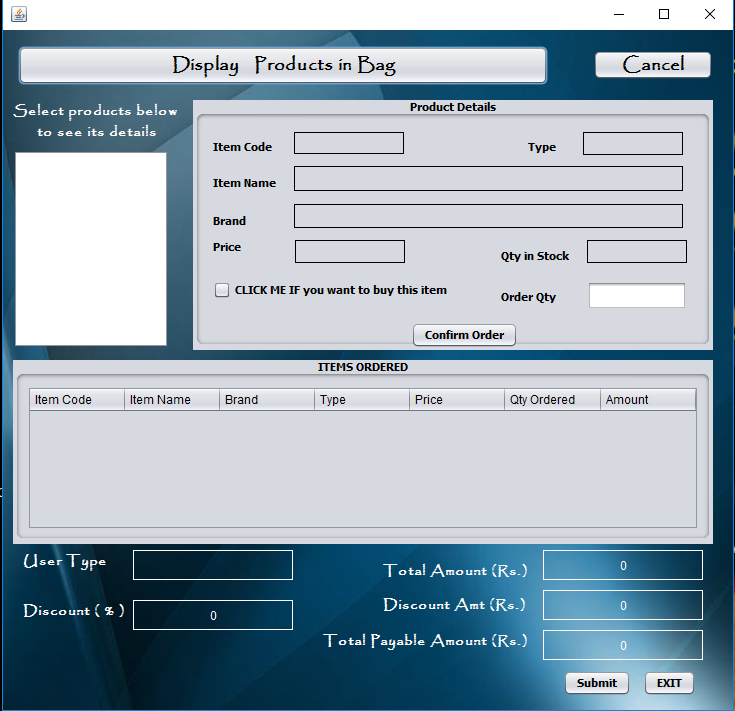 Display Products in Bag
Cancel
Select products below
to see its details
Product Details
Item Code
Type
Item Name
Brand
Price
Qty in Stock
CLICK ME IF you want to buy this item
Order Qty
Confirm Order
ITEMS ORDERED
Item Code Item Name Brand Type Price Qty Ordered Amount
User Type
Total Amount (Rs.) 0
Discount ( % ) 0
Discount Amt (Rs.) 0
Total Payable Amount (Rs.) 0
Submit EXIT